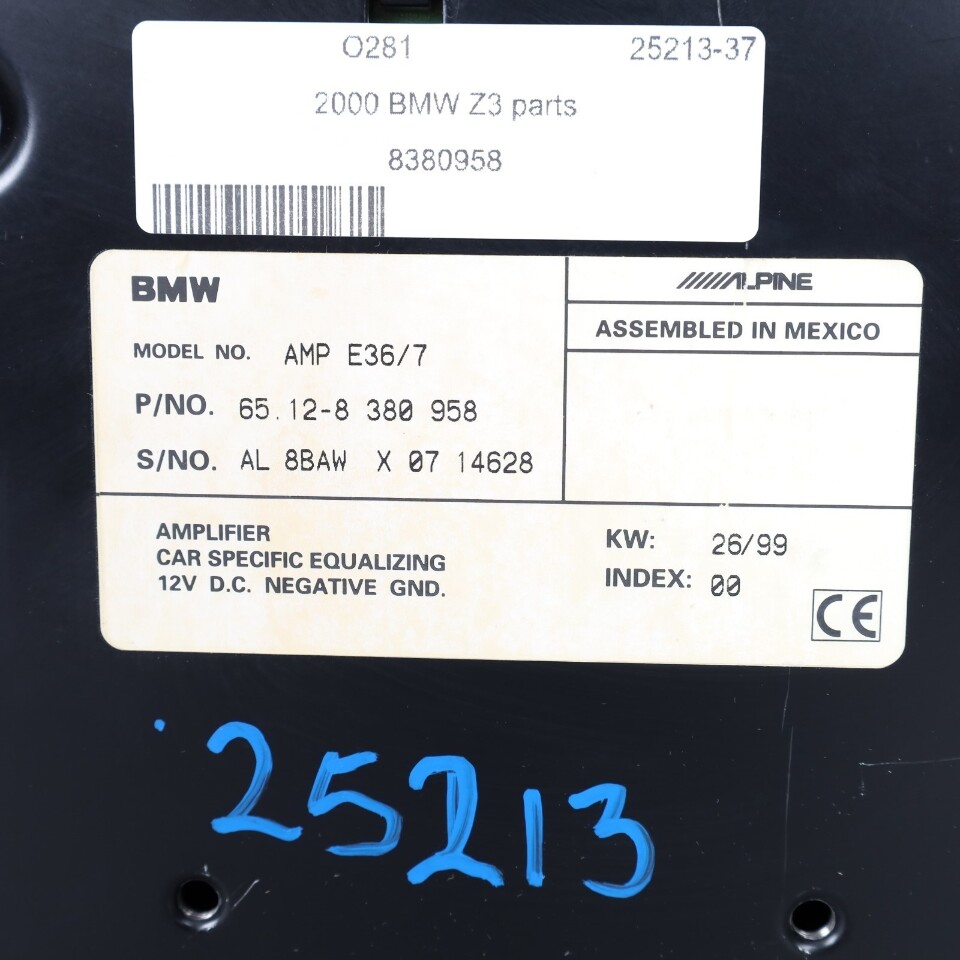 O281 25213-37
2000 BMW Z3 parts
8380958
BMW
MODEL NO. AMP E36/7
P/NO. 65.12-8 380 958
S/NO. AL 8BAW X 07 14628
ALPINE
ASSEMBLED IN MEXICO
AMPLIFIER
CAR SPECIFIC EQUALIZING
12V D.C. NEGATIVE GND.
KW: 26/99
INDEX: 00
CE
25213